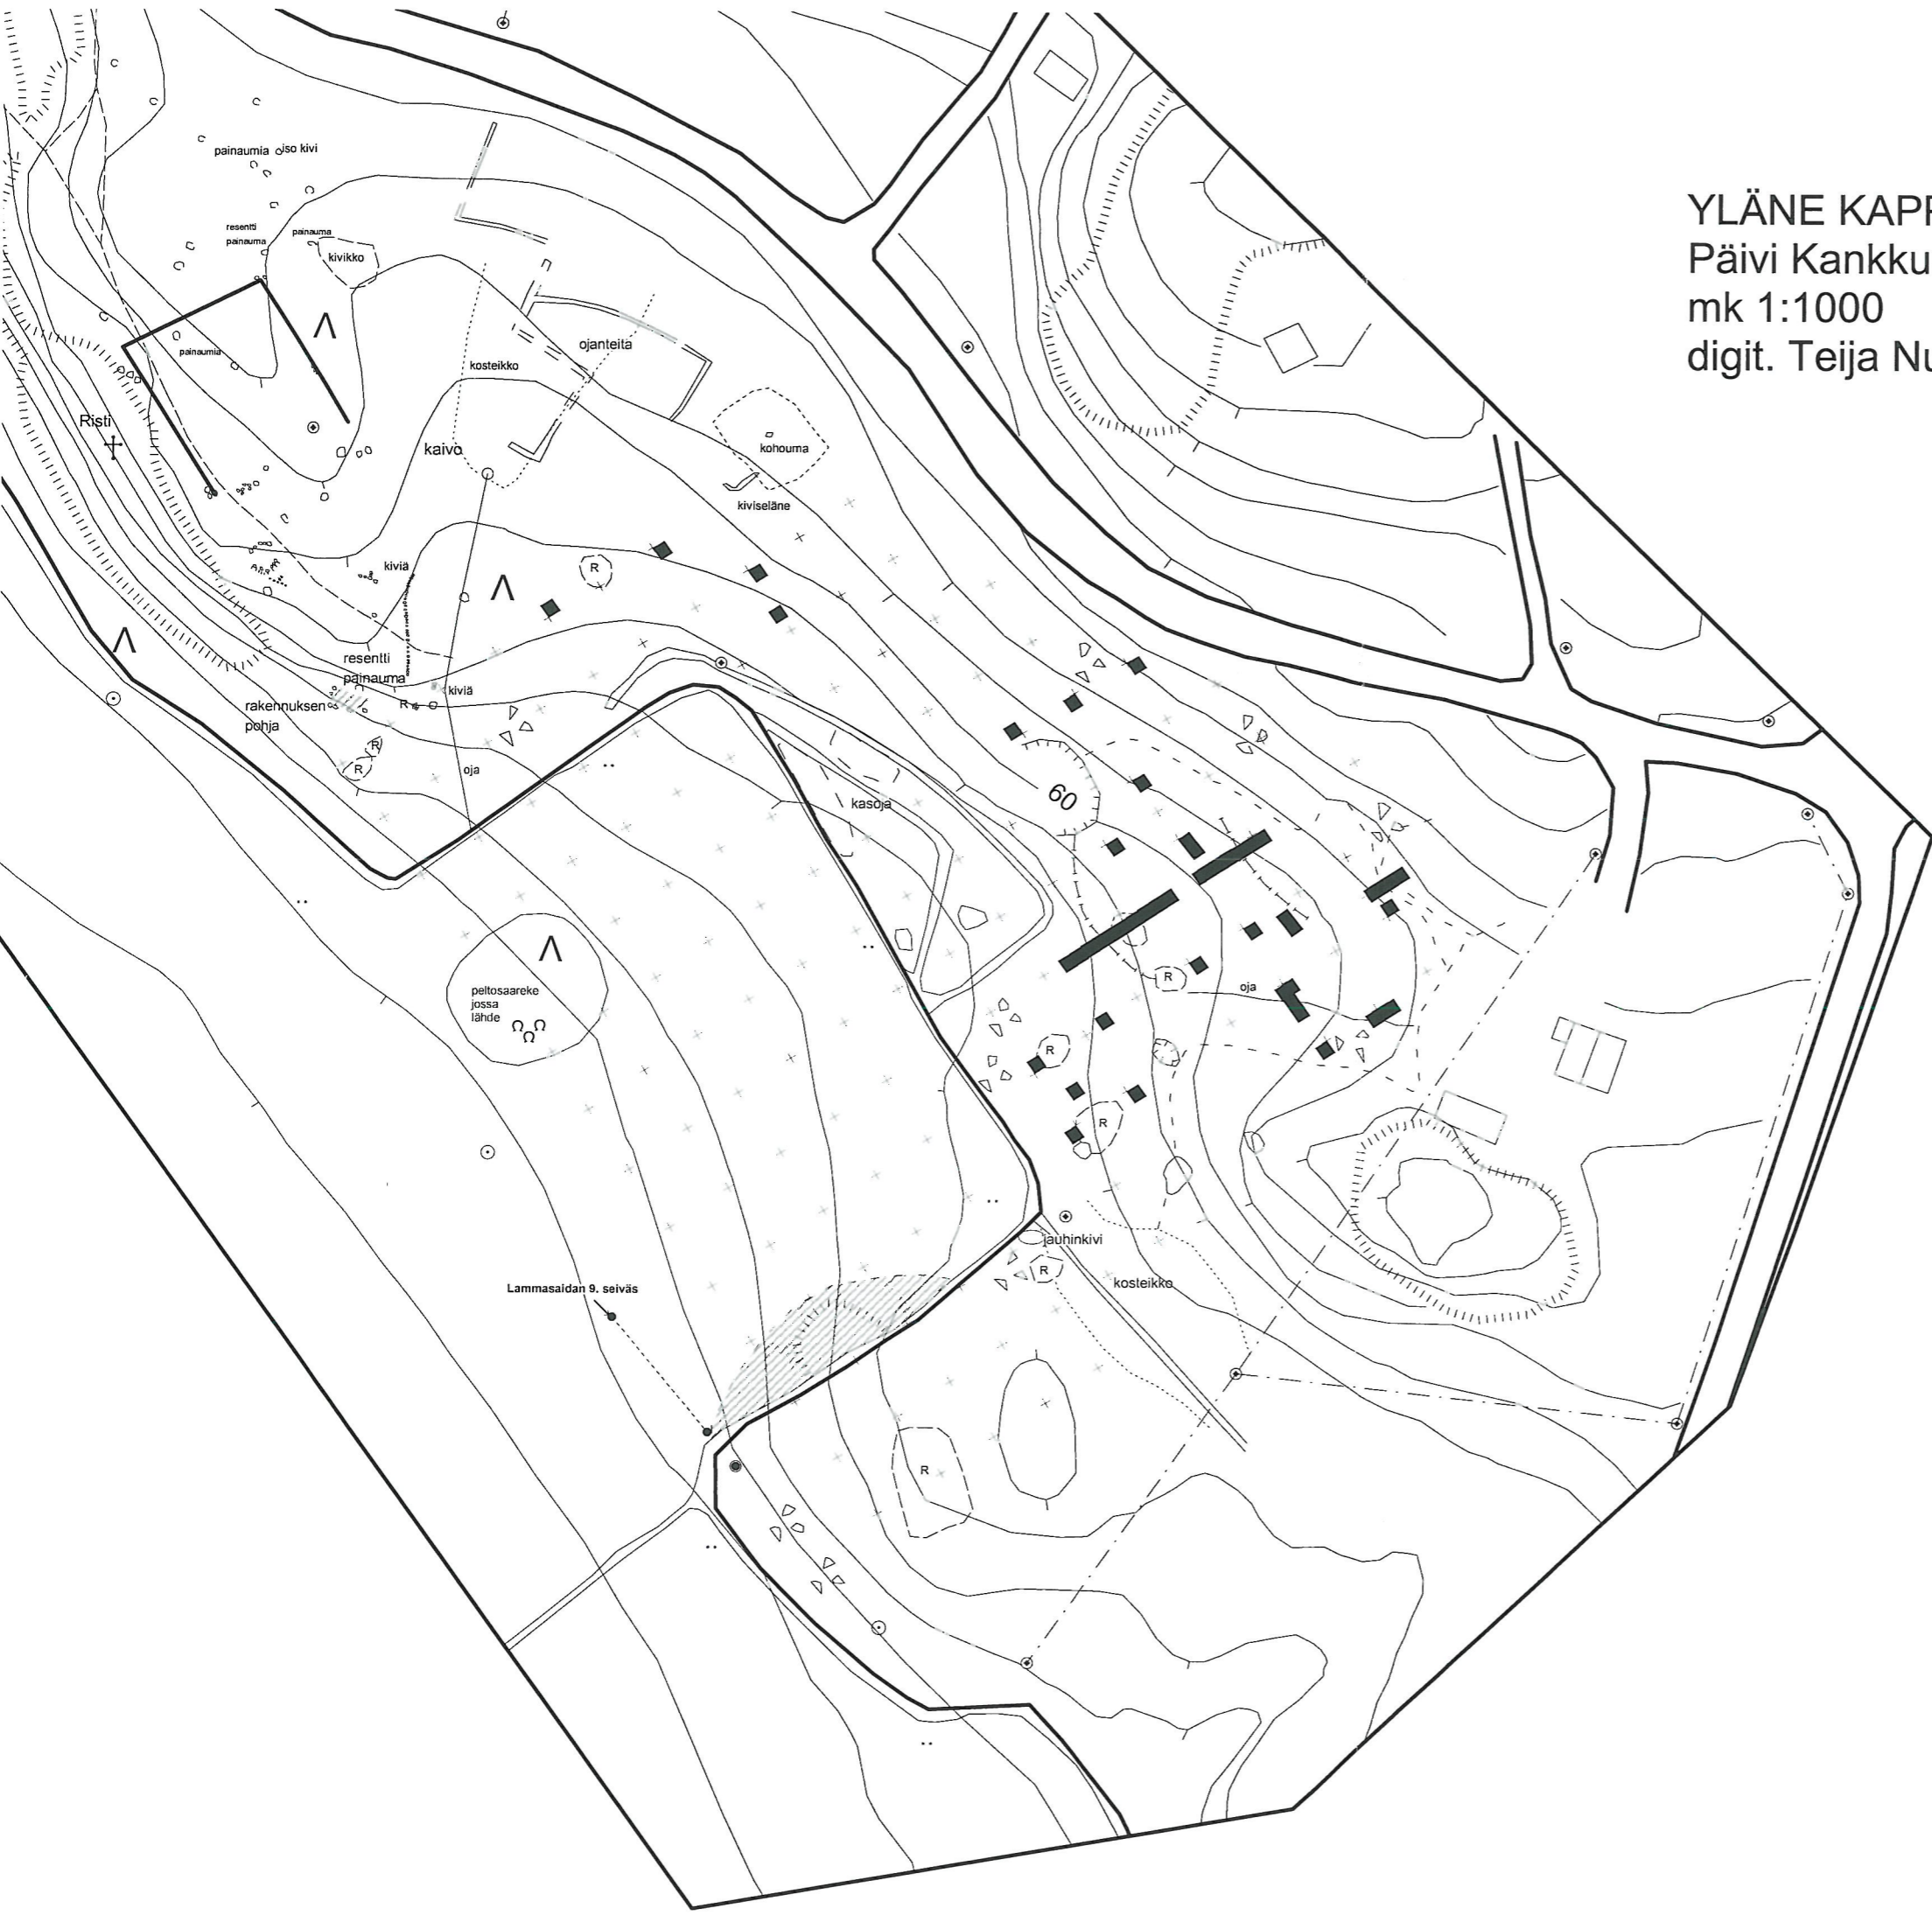 YLÄNE KAPP
Päivi Kankku
mk 1:1000
digit. Teija Nu
painaumia iso kivi
resentti
painauma
painauma
kivikko
painaumia
ojanteita
kosteikko
Risti
kaivo
kohouma
kiviseläne
kiviä
R
resentti
painauma
kiviä
rakennuksen
pohja
R
R
R
oja
kasoja
60
peltosaareke
jossa
lähde
R
oja
R
R
jauhinkivi
R
kosteikko
Lammasaidan 9. seiväs
R